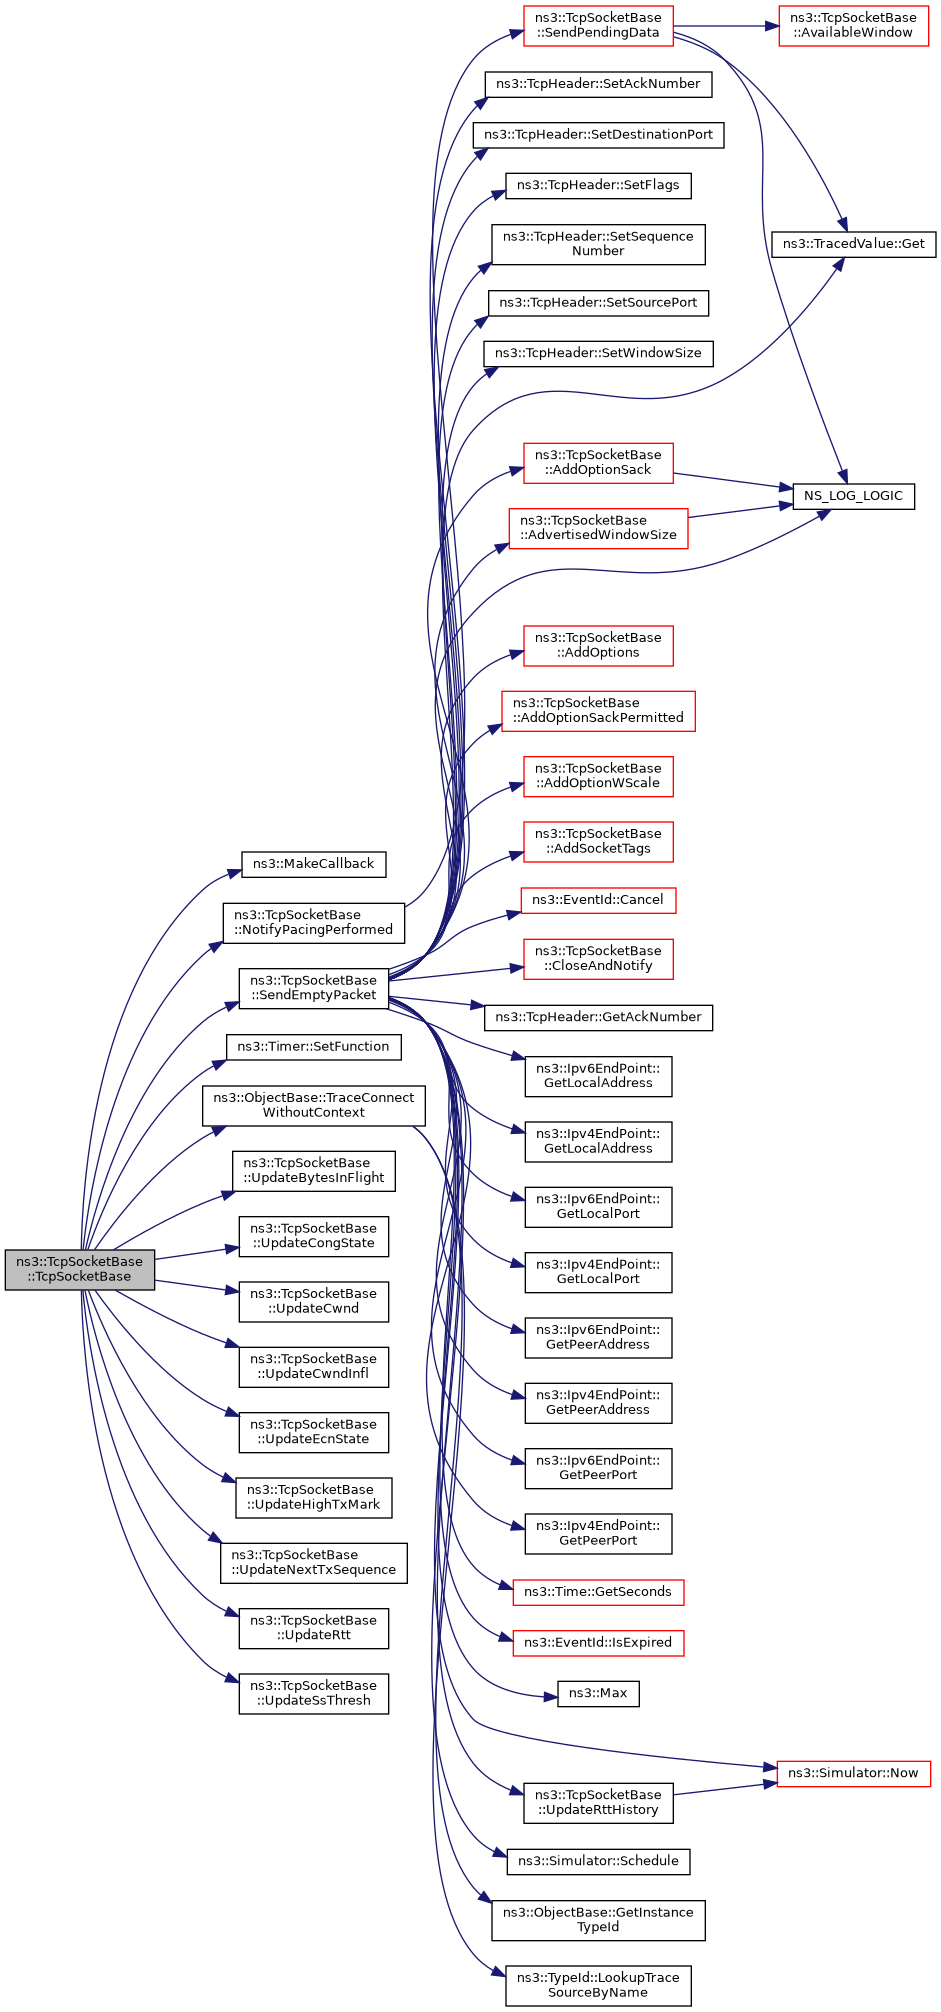 ns3::TcpSocketBase
::TcpSocketBase
ns3::MakeCallback
ns3::TcpSocketBase
::NotifyPacingPerformed
ns3::TcpSocketBase
::SendEmptyPacket
ns3::Timer::SetFunction
ns3::ObjectBase::TraceConnect
WithoutContext
ns3::TcpSocketBase
::UpdateBytesInFlight
ns3::TcpSocketBase
::UpdateCongState
ns3::TcpSocketBase
::UpdateCwnd
ns3::TcpSocketBase
::UpdateCwndInfl
ns3::TcpSocketBase
::UpdateEcnState
ns3::TcpSocketBase
::UpdateHighTxMark
ns3::TcpSocketBase
::UpdateNextTxSequence
ns3::TcpSocketBase
::UpdateRtt
ns3::TcpSocketBase
::UpdateSsThresh
ns3::TcpSocketBase
::SendPendingData
ns3::TcpHeader::SetAckNumber
ns3::TcpHeader::SetDestinationPort
ns3::TcpHeader::SetFlags
ns3::TcpHeader::SetSequence
Number
ns3::TcpHeader::SetSourcePort
ns3::TcpHeader::SetWindowSize
ns3::TcpSocketBase
::AddOptionSack
ns3::TcpSocketBase
::AdvertisedWindowSize
ns3::TcpSocketBase
::AddOptions
ns3::TcpSocketBase
::AddOptionSackPermitted
ns3::TcpSocketBase
::AddOptionWScale
ns3::TcpSocketBase
::AddSocketTags
ns3::EventId::Cancel
ns3::TcpSocketBase
::CloseAndNotify
ns3::TcpHeader::GetAckNumber
ns3::Ipv6EndPoint::
GetLocalAddress
ns3::Ipv4EndPoint::
GetLocalAddress
ns3::Ipv6EndPoint::
GetLocalPort
ns3::Ipv4EndPoint::
GetLocalPort
ns3::Ipv6EndPoint::
GetPeerAddress
ns3::Ipv4EndPoint::
GetPeerAddress
ns3::Ipv6EndPoint::
GetPeerPort
ns3::Ipv4EndPoint::
GetPeerPort
ns3::Time::GetSeconds
ns3::EventId::IsExpired
ns3::Max
ns3::TcpSocketBase
::UpdateRttHistory
ns3::Simulator::Schedule
ns3::ObjectBase::GetInstance
TypeId
ns3::TypeId::LookupTrace
SourceByName
ns3::TcpSocketBase
::AvailableWindow
ns3::TracedValue::Get
NS_LOG_LOGIC
ns3::Simulator::Now